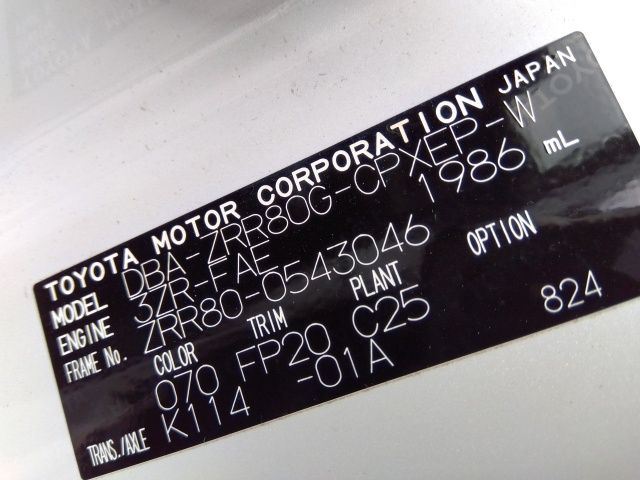 TOYOTA MOTOR CORPORATION JAPAN
MODEL DBA-ZRR80G-CPXEP-W
ENGINE 3ZR-FAE 1986 mL
FRAME No. ZRR80-0543046
COLOR TRIM PLANT OPTION
070 FP20 C25 824
TRANS./AXLE K114 -01A